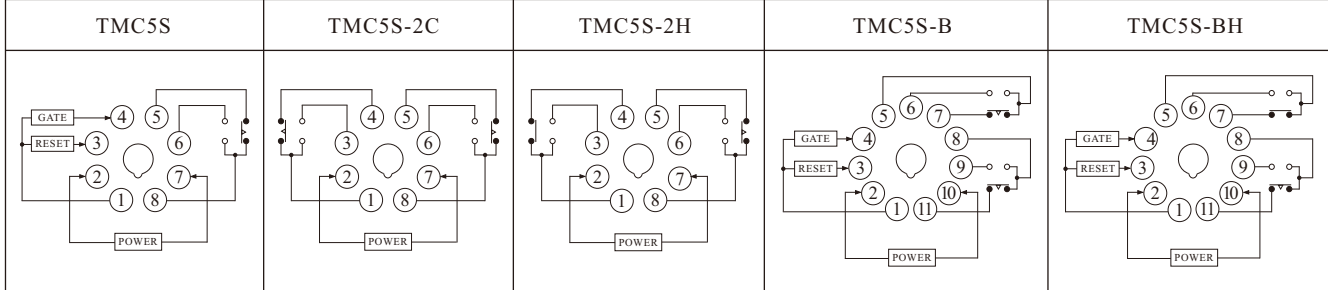 TMC5S TMC5S-2C TMC5S-2H TMC5S-B TMC5S-BH
GATE
RESET
4 5
3 6
2 7
1 8
POWER
4 5
3 6
2 7
1 8
POWER
4 5
3 6
2 7
1 8
POWER
GATE
RESET
6
5 7
4 8
3 9
2 10
1 11
POWER
GATE
RESET
6
5 7
4 8
3 9
2 10
1 11
POWER